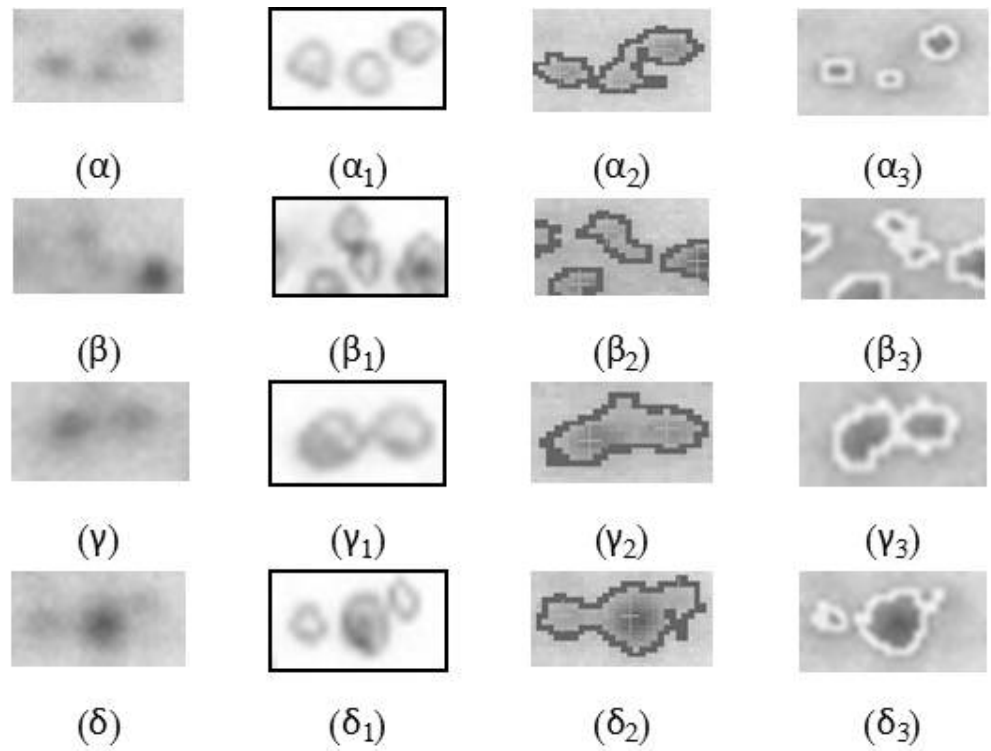 (α) (α₁) (α₂) (α₃)
(β) (β₁) (β₂) (β₃)
(γ) (γ₁) (γ₂) (γ₃)
(δ) (δ₁) (δ₂) (δ₃)